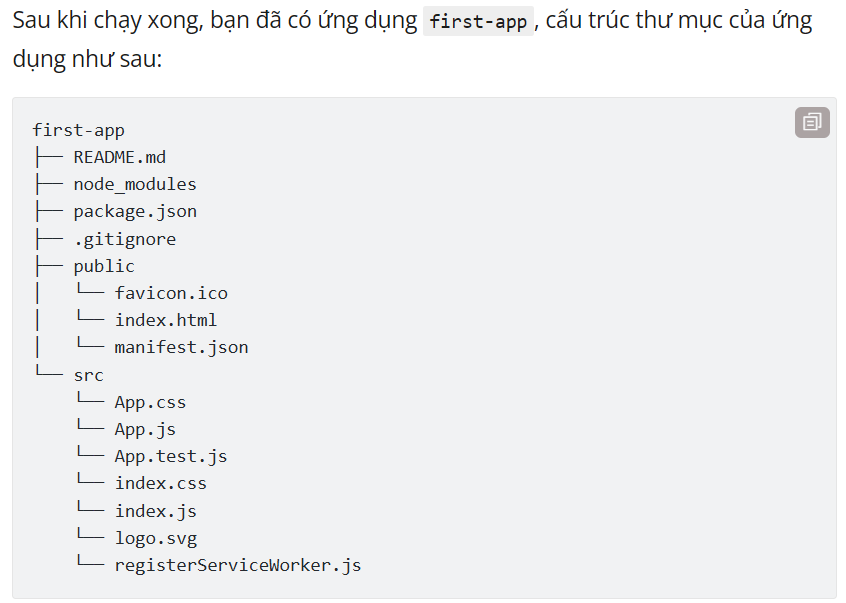 Sau khi chạy xong, bạn đã có ứng dụng first-app, cấu trúc thư mục của ứng
dụng như sau:
first-app
├── README.md
├── node_modules
├── package.json
├── .gitignore
├── public
│   └── favicon.ico
│   └── index.html
│   └── manifest.json
└── src
    └── App.css
    └── App.js
    └── App.test.js
    └── index.css
    └── index.js
    └── logo.svg
    └── registerServiceWorker.js